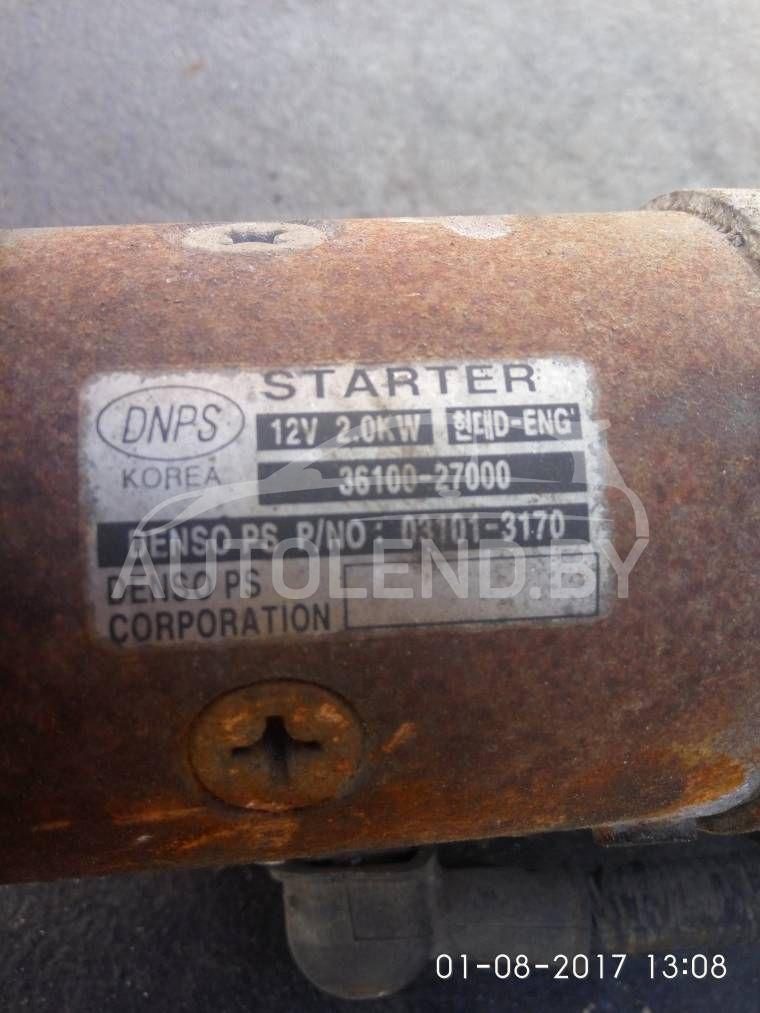 STARTER
DNPS 12V 2.0KW 현대D-ENG'
KOREA 36100-27000
DENSO PS P/NO : 03101-3170
DENSO PS
CORPORATION
AUTOLEND.BY
01-08-2017 13:08